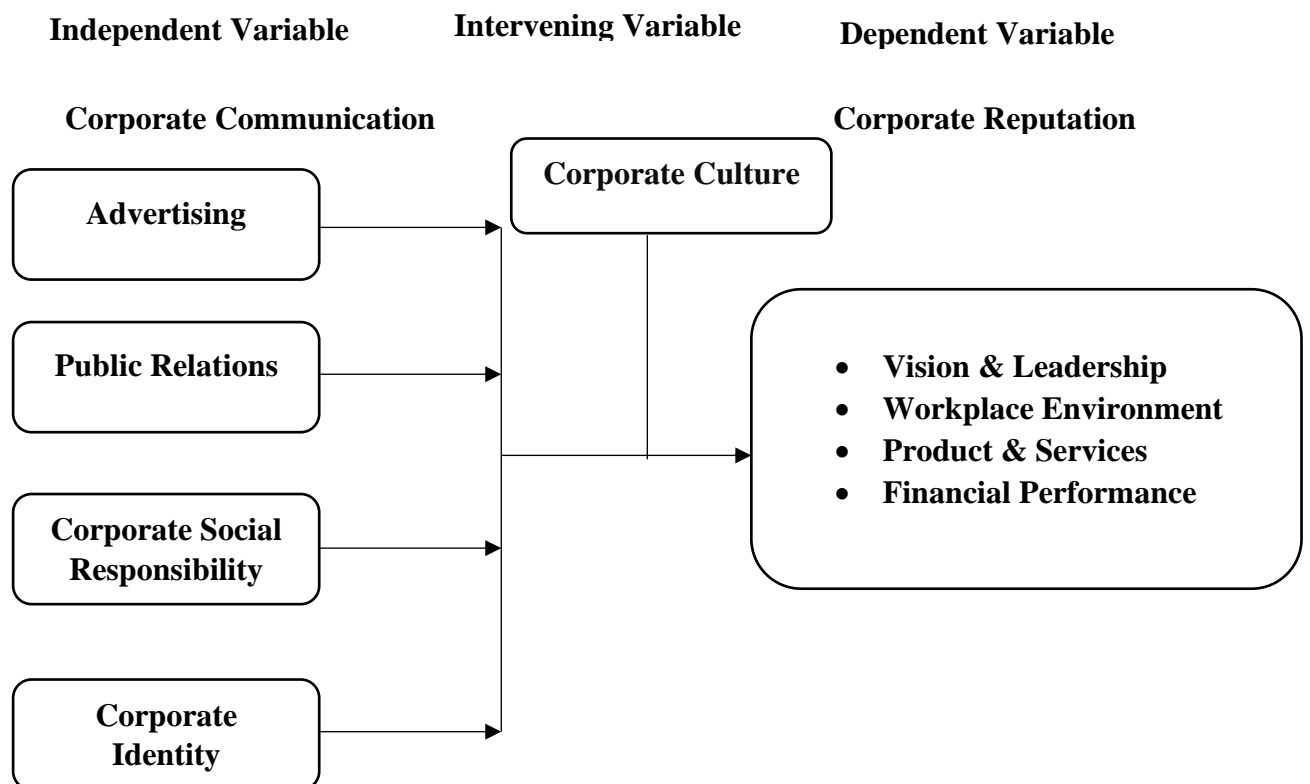 Independent Variable
Intervening Variable
Dependent Variable
Corporate Communication
Corporate Reputation
Corporate Culture
Advertising
Public Relations
Corporate Social
Responsibility
Corporate
Identity
• Vision & Leadership
• Workplace Environment
• Product & Services
• Financial Performance